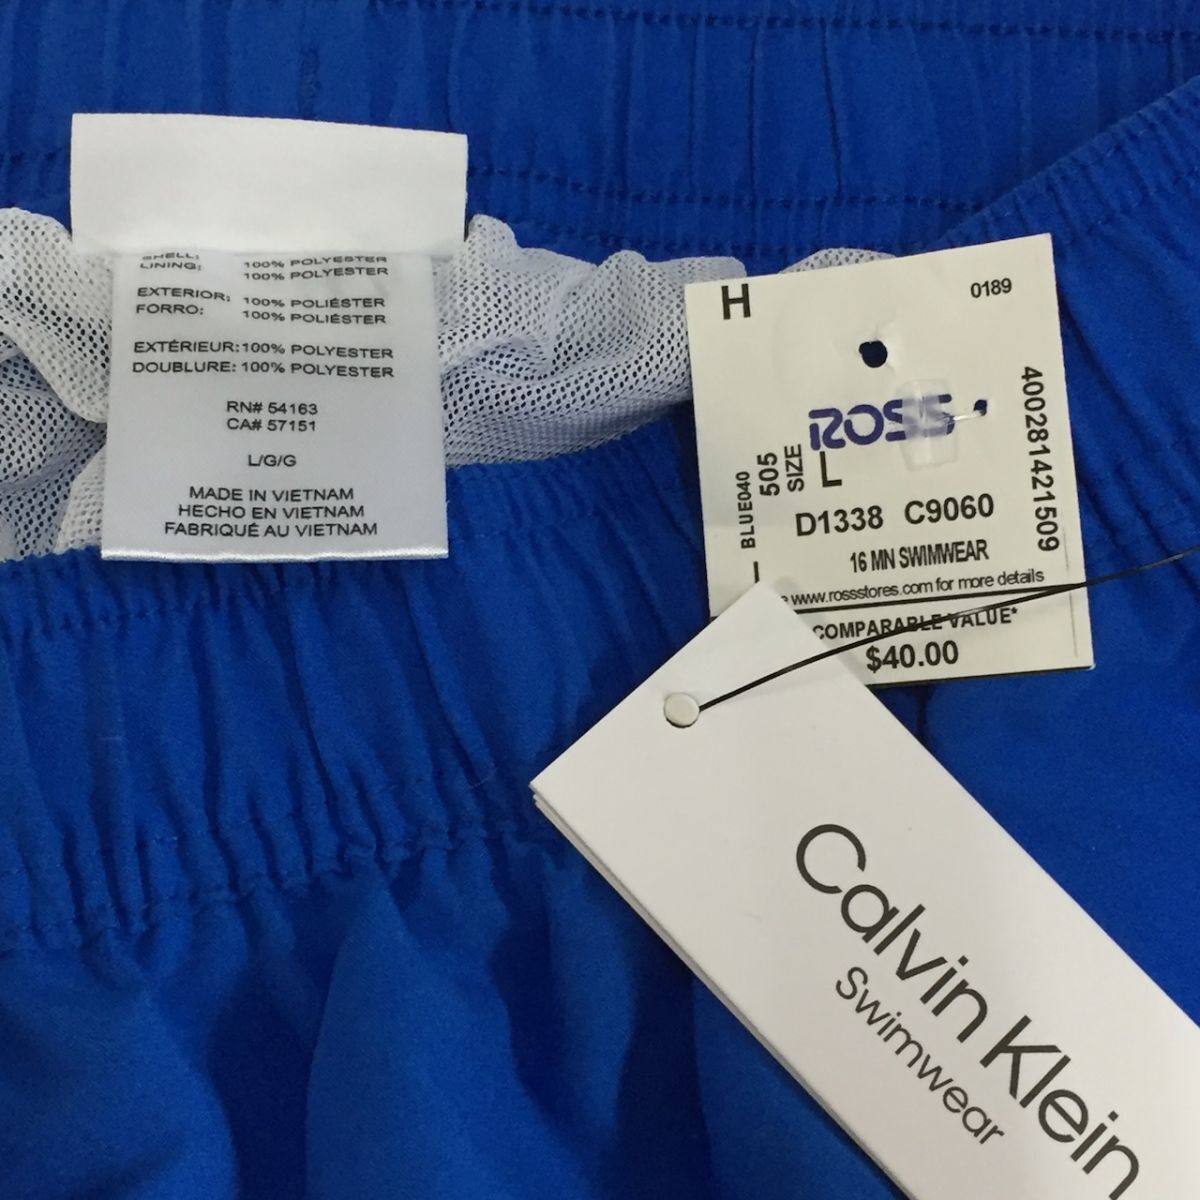 SHELL: 100% POLYESTER
LINING: 100% POLYESTER
EXTERIOR: 100% POLIÉSTER
FORRO: 100% POLIÉSTER
EXTÉRIEUR: 100% POLYESTER
DOUBLURE: 100% POLYESTER
RN# 54163
CA# 57151
L/G/G
MADE IN VIETNAM
HECHO EN VIETNAM
FABRIQUÉ AU VIETNAM
H 0189
ROSS
400281421509
BLUE040
505
SIZE
L
D1338 C9060
16 MN SWIMWEAR
www.rossstores.com for more details
COMPARABLE VALUE*
$40.00
Calvin Klein
Swimwear